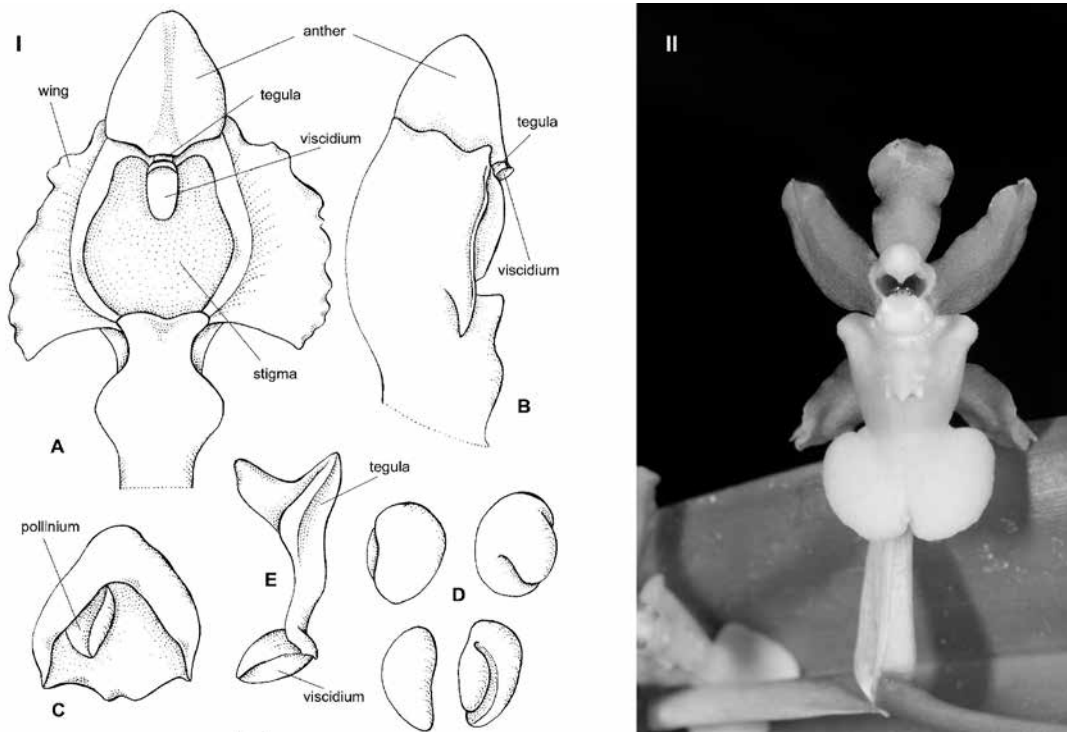 I
anther
wing
tegula
viscidium
tegula
viscidium
stigma
A
B
pollinium
C
tegula
E
D
viscidium
II